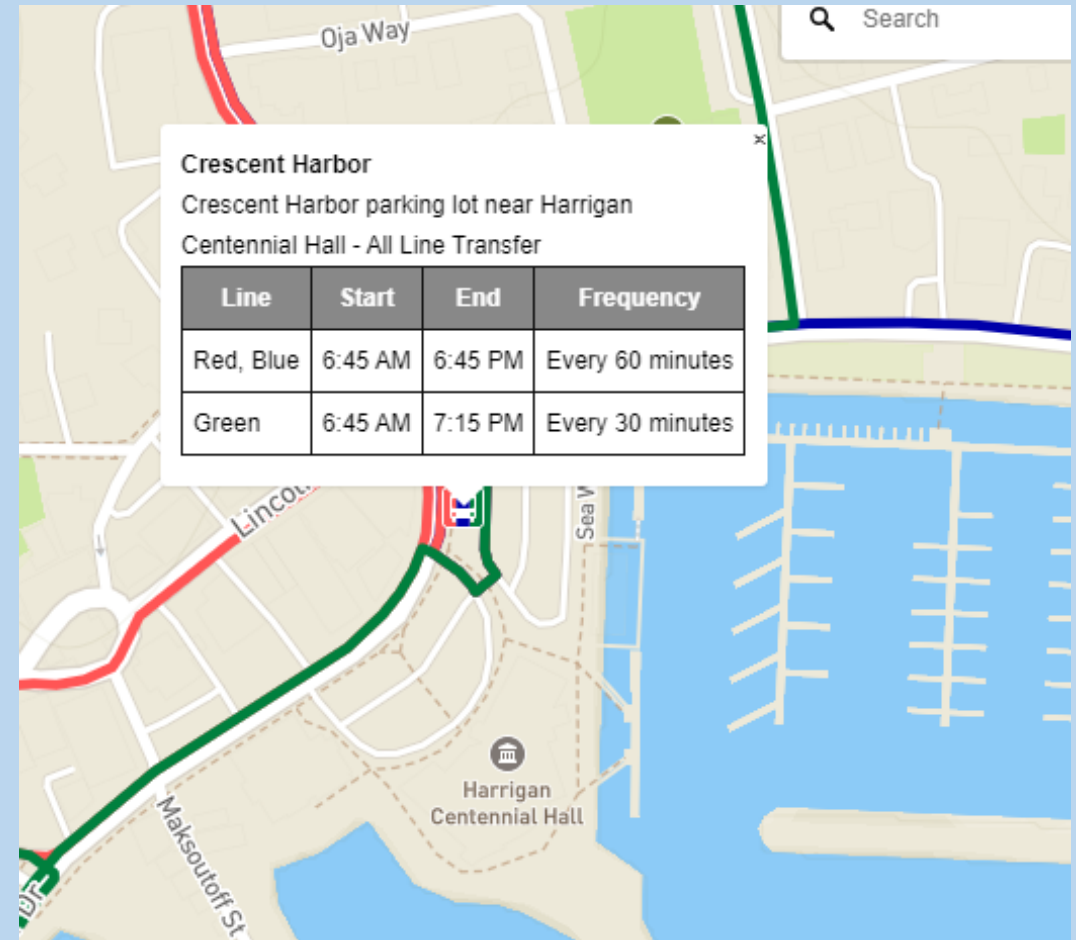 Search
Oja Way
×
Crescent Harbor
Crescent Harbor parking lot near Harrigan
Centennial Hall - All Line Transfer
Line Start End Frequency
Red, Blue 6:45 AM 6:45 PM Every 60 minutes
Green 6:45 AM 7:15 PM Every 30 minutes
Sea
Harrigan
Centennial Hall
Maksoutoff St
Dr